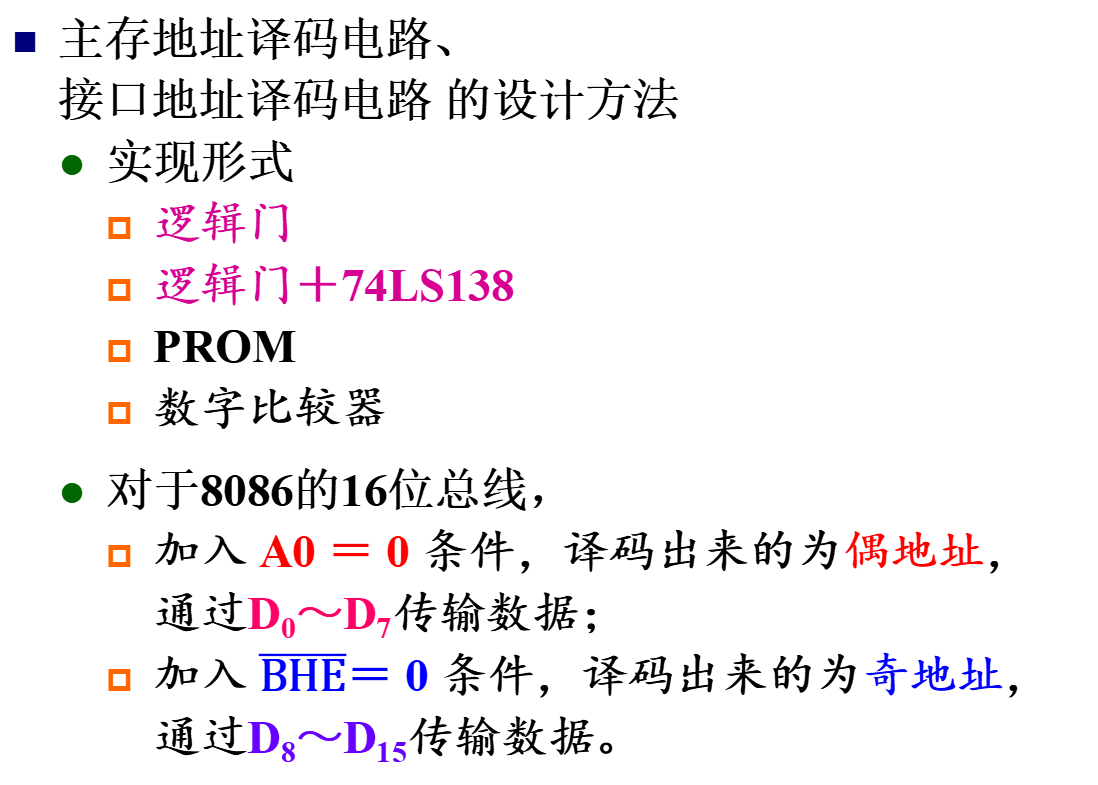 主存地址译码电路、
接口地址译码电路 的设计方法
实现形式
逻辑门
逻辑门＋74LS138
PROM
数字比较器
对于8086的16位总线，
加入 A0 ＝ 0 条件，译码出来的为偶地址，
通过D₀～D₇传输数据；
加入 B̅H̅E̅＝ 0 条件，译码出来的为奇地址，
通过D₈～D₁₅传输数据。